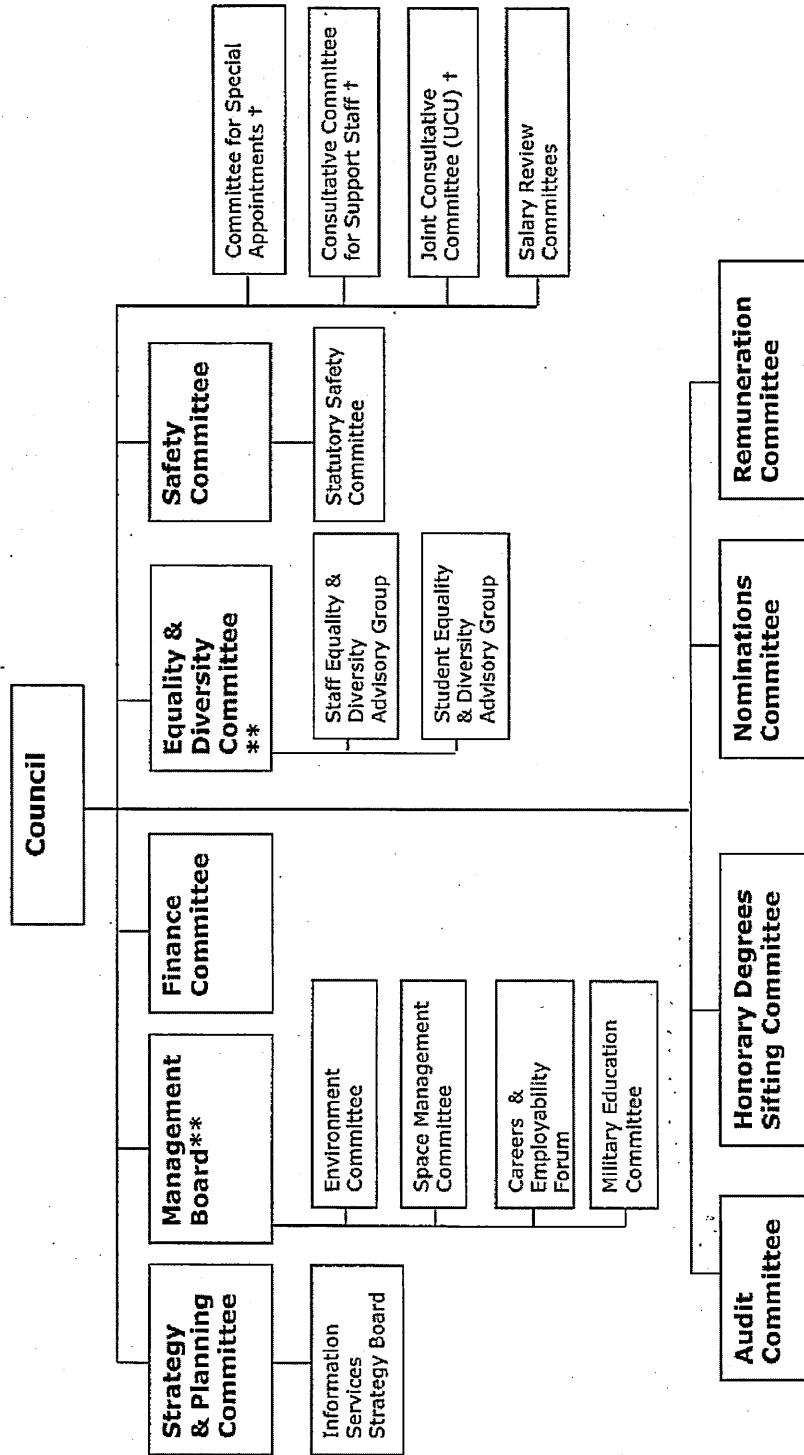 Council
Strategy
& Planning
Committee
Management
Board**
Finance
Committee
Equality &
Diversity
Committee
**
Safety
Committee
Information
Services
Strategy Board
Environment
Committee
Space Management
Committee
Careers &
Employability
Forum
Military Education
Committee
Staff Equality &
Diversity
Advisory Group
Student Equality
& Diversity
Advisory Group
Statutory Safety
Committee
Committee for Special
Appointments †
Consultative Committee
for Support Staff †
Joint Consultative
Committee (UCU) †
Salary Review
Committees
Audit
Committee
Honorary Degrees
Sifting Committee
Nominations
Committee
Remuneration
Committee